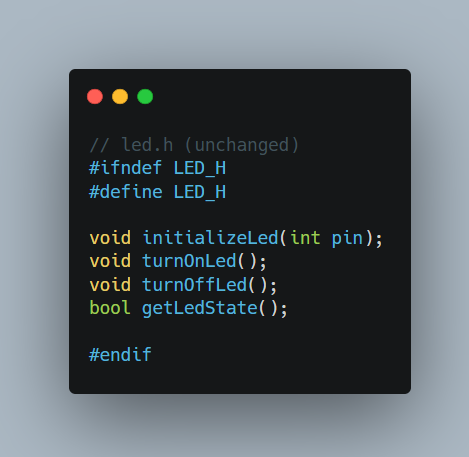 // led.h (unchanged)
#ifndef LED_H
#define LED_H
void initializeLed(int pin);
void turnOnLed();
void turnOffLed();
bool getLedState();
#endif